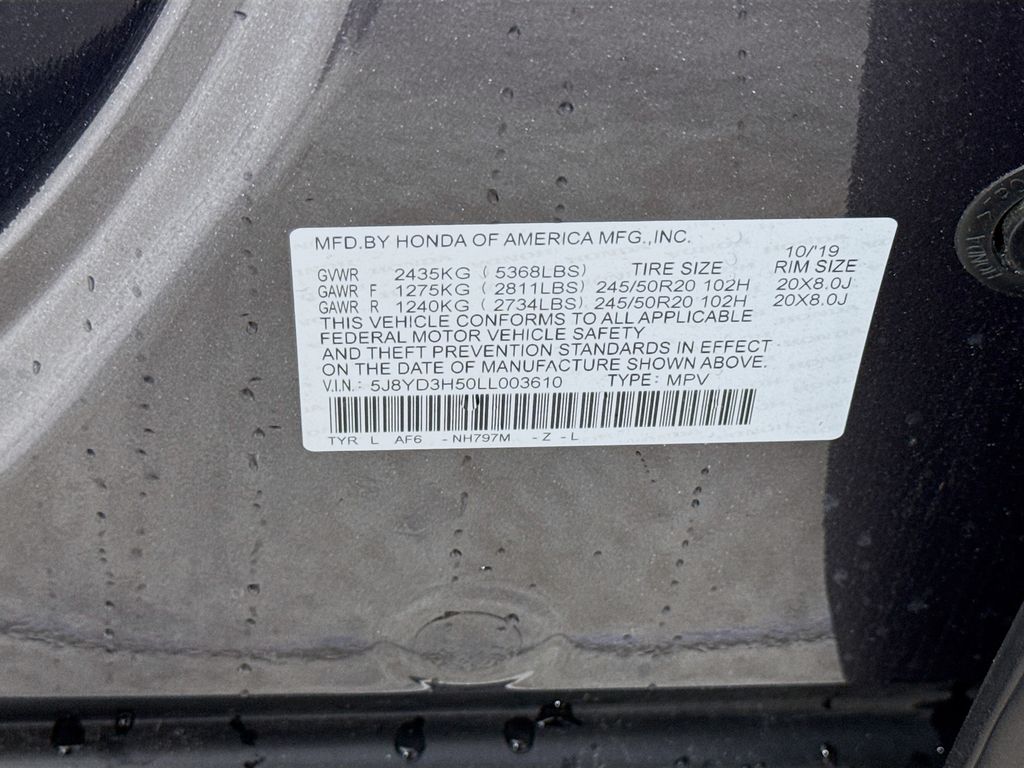 MFD.BY HONDA OF AMERICA MFG.,INC.
10/'19
GVWR 2435KG (5368LBS) TIRE SIZE RIM SIZE
GAWR F 1275KG (2811LBS) 245/50R20 102H 20X8.0J
GAWR R 1240KG (2734LBS) 245/50R20 102H 20X8.0J
THIS VEHICLE CONFORMS TO ALL APPLICABLE
FEDERAL MOTOR VEHICLE SAFETY
AND THEFT PREVENTION STANDARDS IN EFFECT
ON THE DATE OF MANUFACTURE SHOWN ABOVE.
V.I.N.: 5J8YD3H50LL003610 TYPE: MPV
TYR L AF6 -NH797M -Z -L